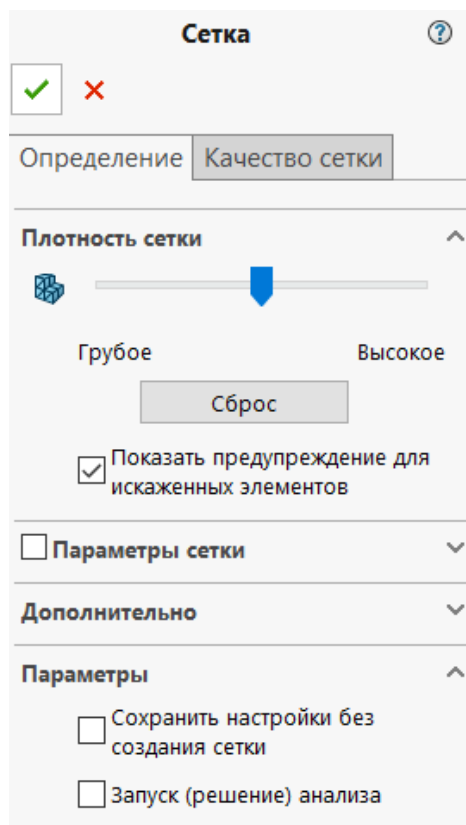 Сетка
Определение Качество сетки
Плотность сетки
Грубое Высокое
Сброс
Показать предупреждение для
искаженных элементов
Параметры сетки
Дополнительно
Параметры
Сохранить настройки без
создания сетки
Запуск (решение) анализа